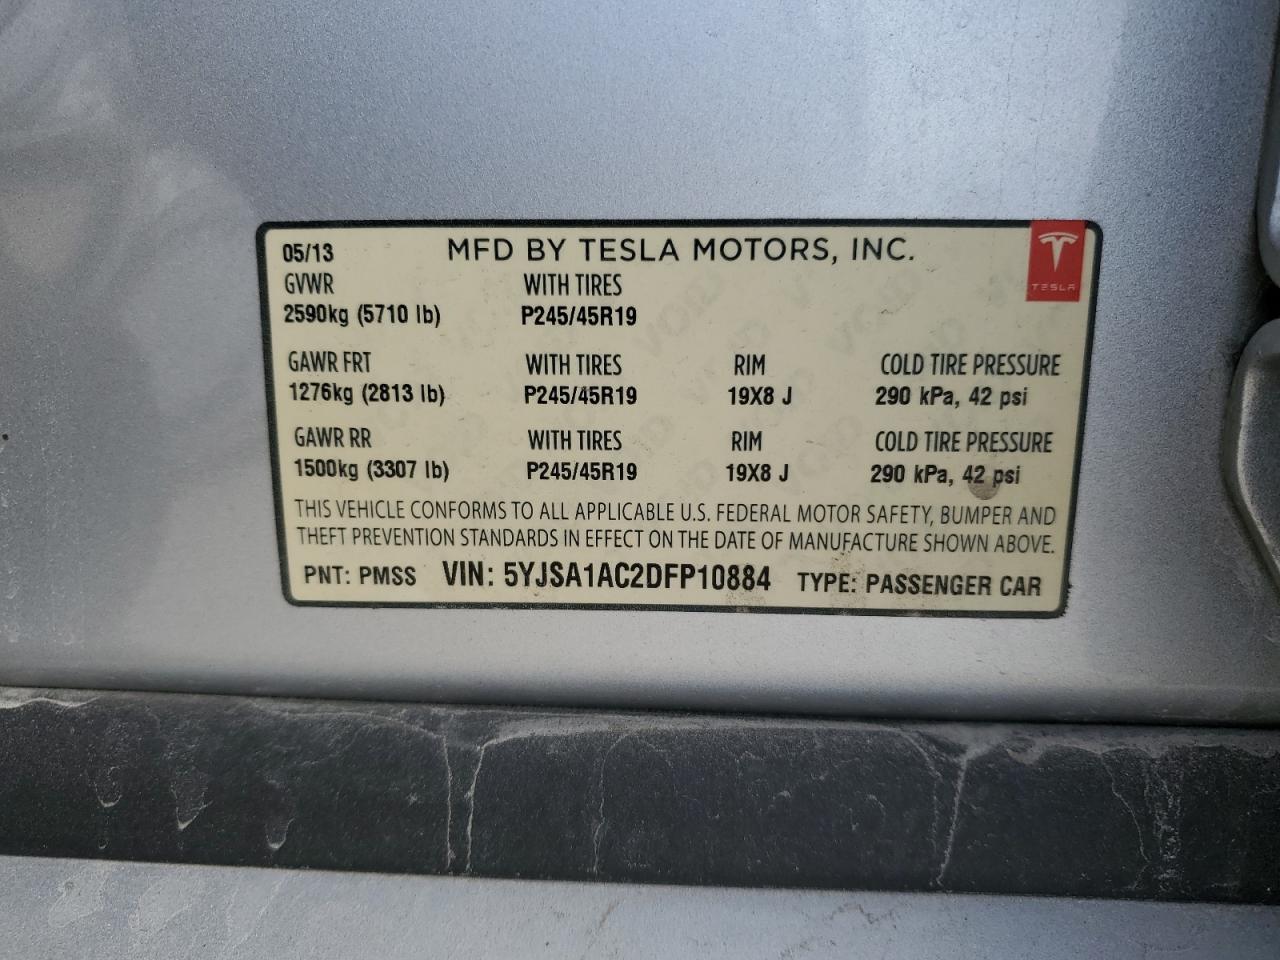 05/13 MFD BY TESLA MOTORS, INC.
TESLA
GVWR WITH TIRES
2590kg (5710 lb) P245/45R19
GAWR FRT WITH TIRES RIM COLD TIRE PRESSURE
1276kg (2813 lb) P245/45R19 19X8 J 290 kPa, 42 psi
GAWR RR WITH TIRES RIM COLD TIRE PRESSURE
1500kg (3307 lb) P245/45R19 19X8 J 290 kPa, 42 psi
THIS VEHICLE CONFORMS TO ALL APPLICABLE U.S. FEDERAL MOTOR SAFETY, BUMPER AND
THEFT PREVENTION STANDARDS IN EFFECT ON THE DATE OF MANUFACTURE SHOWN ABOVE.
PNT: PMSS VIN: 5YJSA1AC2DFP10884 TYPE: PASSENGER CAR